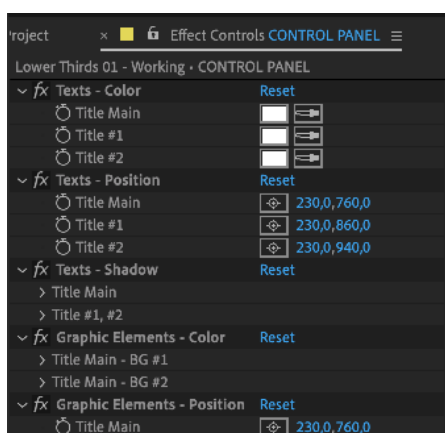 roject × Effect Controls CONTROL PANEL ≡
Lower Thirds 01 - Working • CONTROL PANEL
fx Texts - Color Reset
Title Main
Title #1
Title #2
fx Texts - Position Reset
Title Main 230,0,760,0
Title #1 230,0,860,0
Title #2 230,0,940,0
fx Texts - Shadow Reset
Title Main
Title #1, #2
fx Graphic Elements - Color Reset
Title Main - BG #1
Title Main - BG #2
fx Graphic Elements - Position Reset
Title Main 230,0,760,0